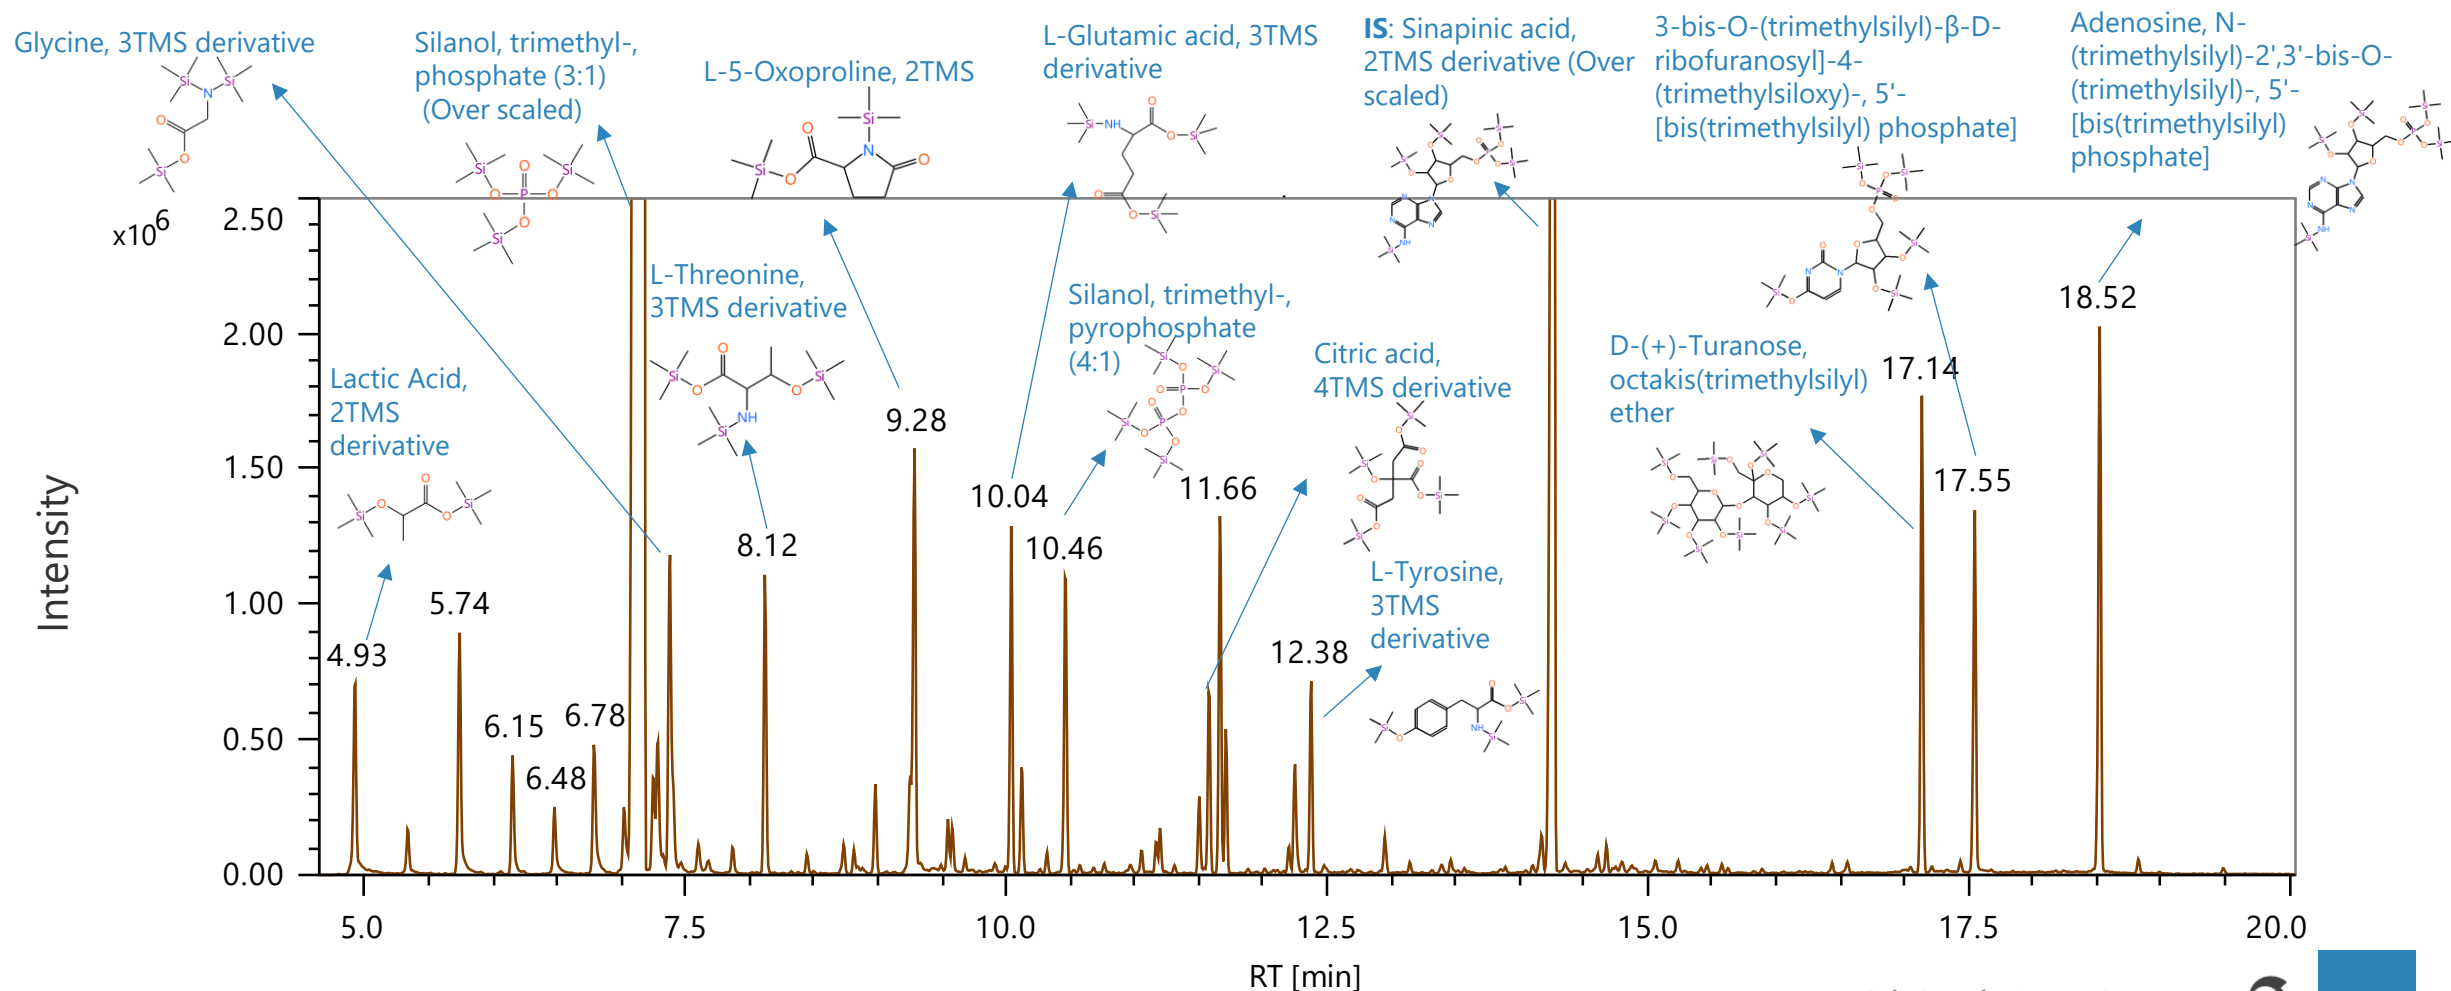 Glycine, 3TMS derivative
Silanol, trimethyl-,
phosphate (3:1)
(Over scaled)
L-5-Oxoproline, 2TMS
L-Glutamic acid, 3TMS
derivative
IS: Sinapinic acid,
2TMS derivative (Over
scaled)
3-bis-O-(trimethylsilyl)-β-D-
ribofuranosyl]-4-
(trimethylsiloxy)-, 5'-
[bis(trimethylsilyl) phosphate]
Adenosine, N-
(trimethylsilyl)-2',3'-bis-O-
(trimethylsilyl)-, 5'-
[bis(trimethylsilyl)
phosphate]
x10⁶
Intensity
2.50
2.00
1.50
1.00
0.50
0.00
Lactic Acid,
2TMS
derivative
L-Threonine,
3TMS derivative
Silanol, trimethyl-,
pyrophosphate
(4:1)
Citric acid,
4TMS derivative
L-Tyrosine,
3TMS
derivative
D-(+)-Turanose,
octakis(trimethylsilyl)
ether
4.93
5.74
6.15
6.48
6.78
8.12
9.28
10.04
10.46
11.66
12.38
17.14
17.55
18.52
5.0
7.5
10.0
12.5
15.0
17.5
20.0
RT [min]